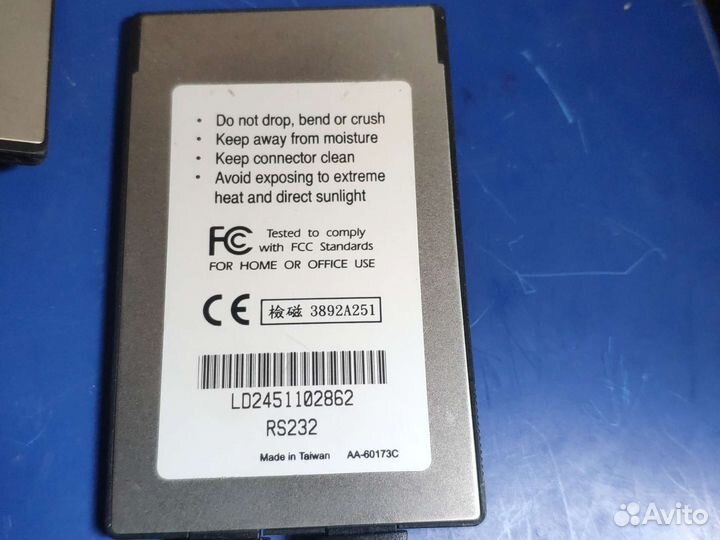 • Do not drop, bend or crush
• Keep away from moisture
• Keep connector clean
• Avoid exposing to extreme
heat and direct sunlight
FC Tested to comply
with FCC Standards
FOR HOME OR OFFICE USE
CE 檢磁 3892A251
LD2451102862
RS232
Made in Taiwan AA-60173C
Avito